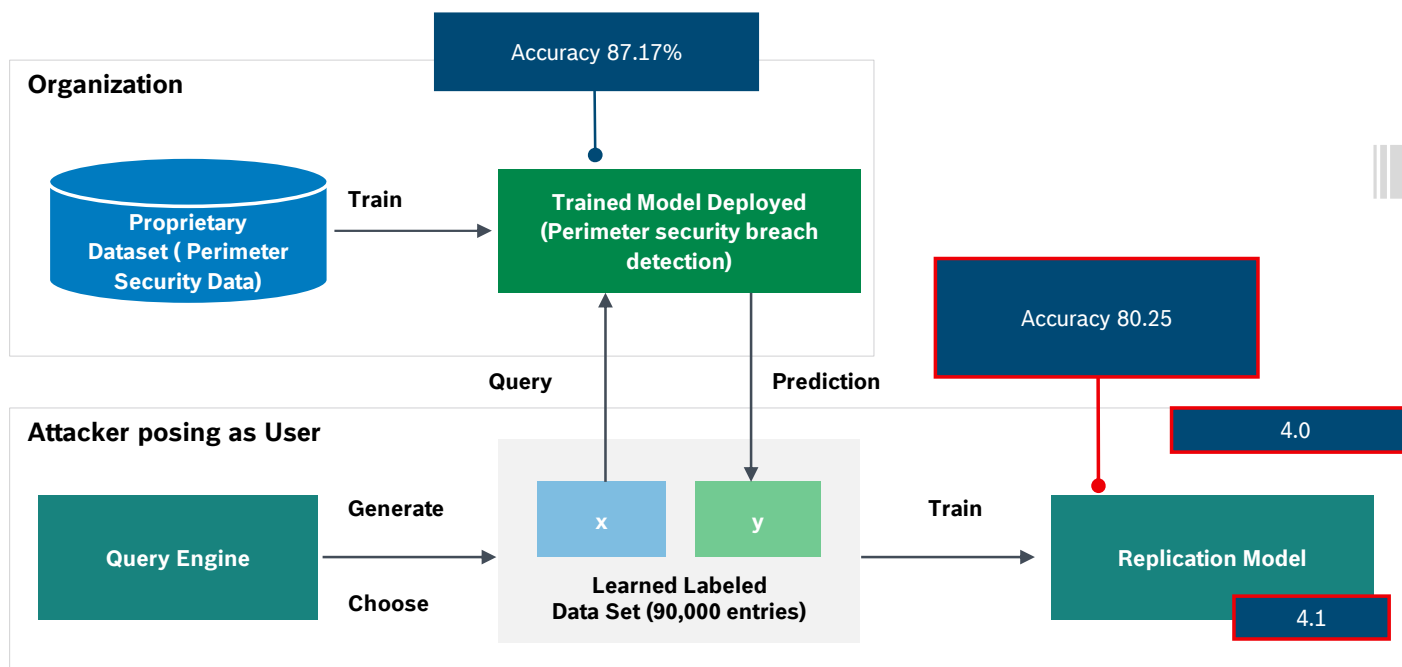 Accuracy 87.17%
Organization
Proprietary
Dataset ( Perimeter
Security Data)
Train
Trained Model Deployed
(Perimeter security breach
detection)
Accuracy 80.25
Query
Prediction
Attacker posing as User
4.0
Query Engine
Generate
Choose
x
y
Learned Labeled
Data Set (90,000 entries)
Train
Replication Model
4.1